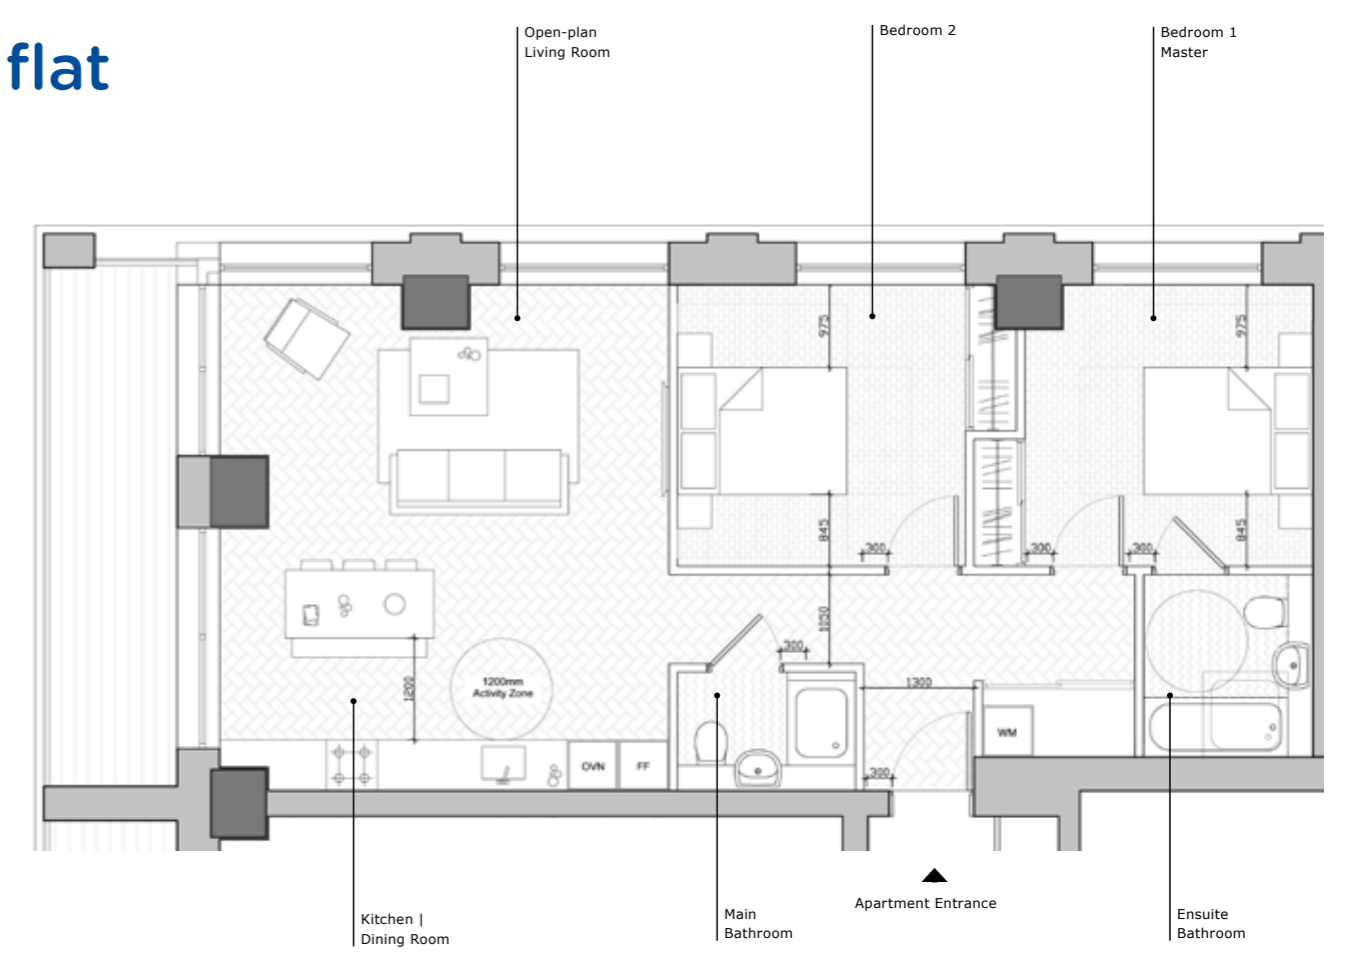 flat
Open-plan
Living Room
Bedroom 2
Bedroom 1
Master
975
975
845
845
300
300
300
1050
300
1200mm
Activity Zone
1200
1300
WM
OVN
FF
300
Apartment Entrance
Kitchen |
Dining Room
Main
Bathroom
Ensuite
Bathroom